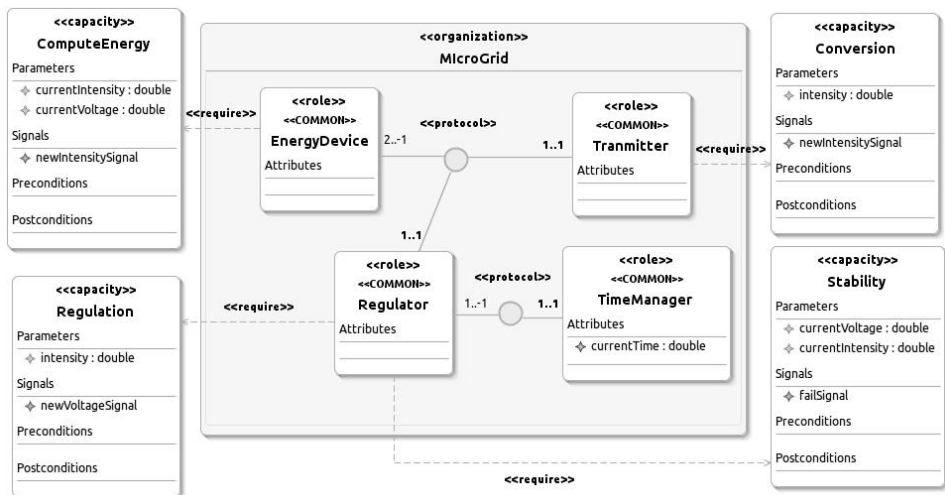 <<capacity>>
ComputeEnergy
Parameters
currentIntensity : double
currentVoltage : double
Signals
newIntensitySignal
Preconditions
Postconditions
<<organization>>
MIcroGrid
<<require>>
<<role>>
<<COMMON>>
EnergyDevice
Attributes
2..-1
<<protocol>>
1..1
<<role>>
<<COMMON>>
Tranmitter
Attributes
<<require>>
<<capacity>>
Conversion
Parameters
intensity : double
Signals
newIntensitySignal
Preconditions
Postconditions
1..1
<<role>>
<<COMMON>>
Regulator
Attributes
1..-1
<<protocol>>
1..1
<<role>>
<<COMMON>>
TimeManager
Attributes
currentTime : double
<<capacity>>
Regulation
Parameters
intensity : double
Signals
newVoltageSignal
Preconditions
Postconditions
<<require>>
<<capacity>>
Stability
Parameters
currentVoltage : double
currentIntensity : double
Signals
failSignal
Preconditions
Postconditions
<<require>>